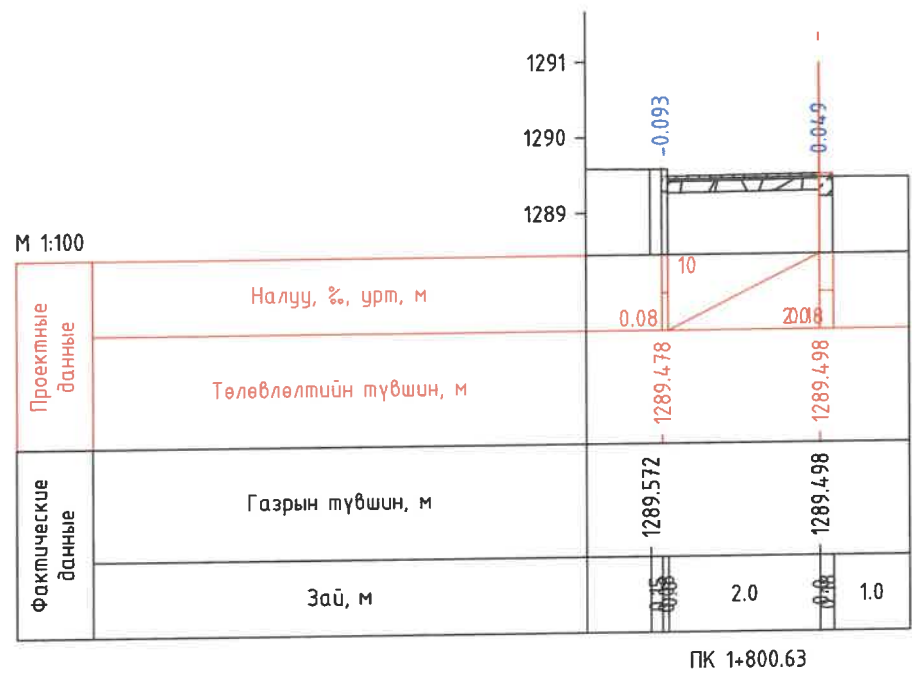 1291
-0.093
0.049
1290
1289
М 1:100
Проектные
данные
Налуу, ‰, урт, м
10
0.08
Төлөвлөлтийн түвшин, м
1289.478
1289.498
Фактические
данные
Газрын түвшин, м
1289.572
1289.498
Зай, м
2.0
1.0
ПК 1+800.63